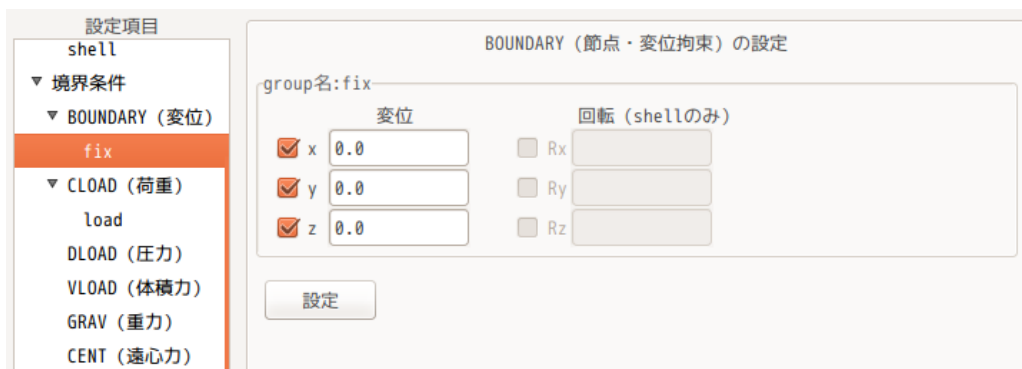 設定項目
shell
▼ 境界条件
▼ BOUNDARY (変位)
fix
▼ CLOAD (荷重)
load
DLOAD (圧力)
VLOAD (体積力)
GRAV (重力)
CENT (遠心力)
BOUNDARY (節点・変位拘束) の設定
group名:fix
変位 回転 (shellのみ)
x 0.0 Rx
y 0.0 Ry
z 0.0 Rz
設定